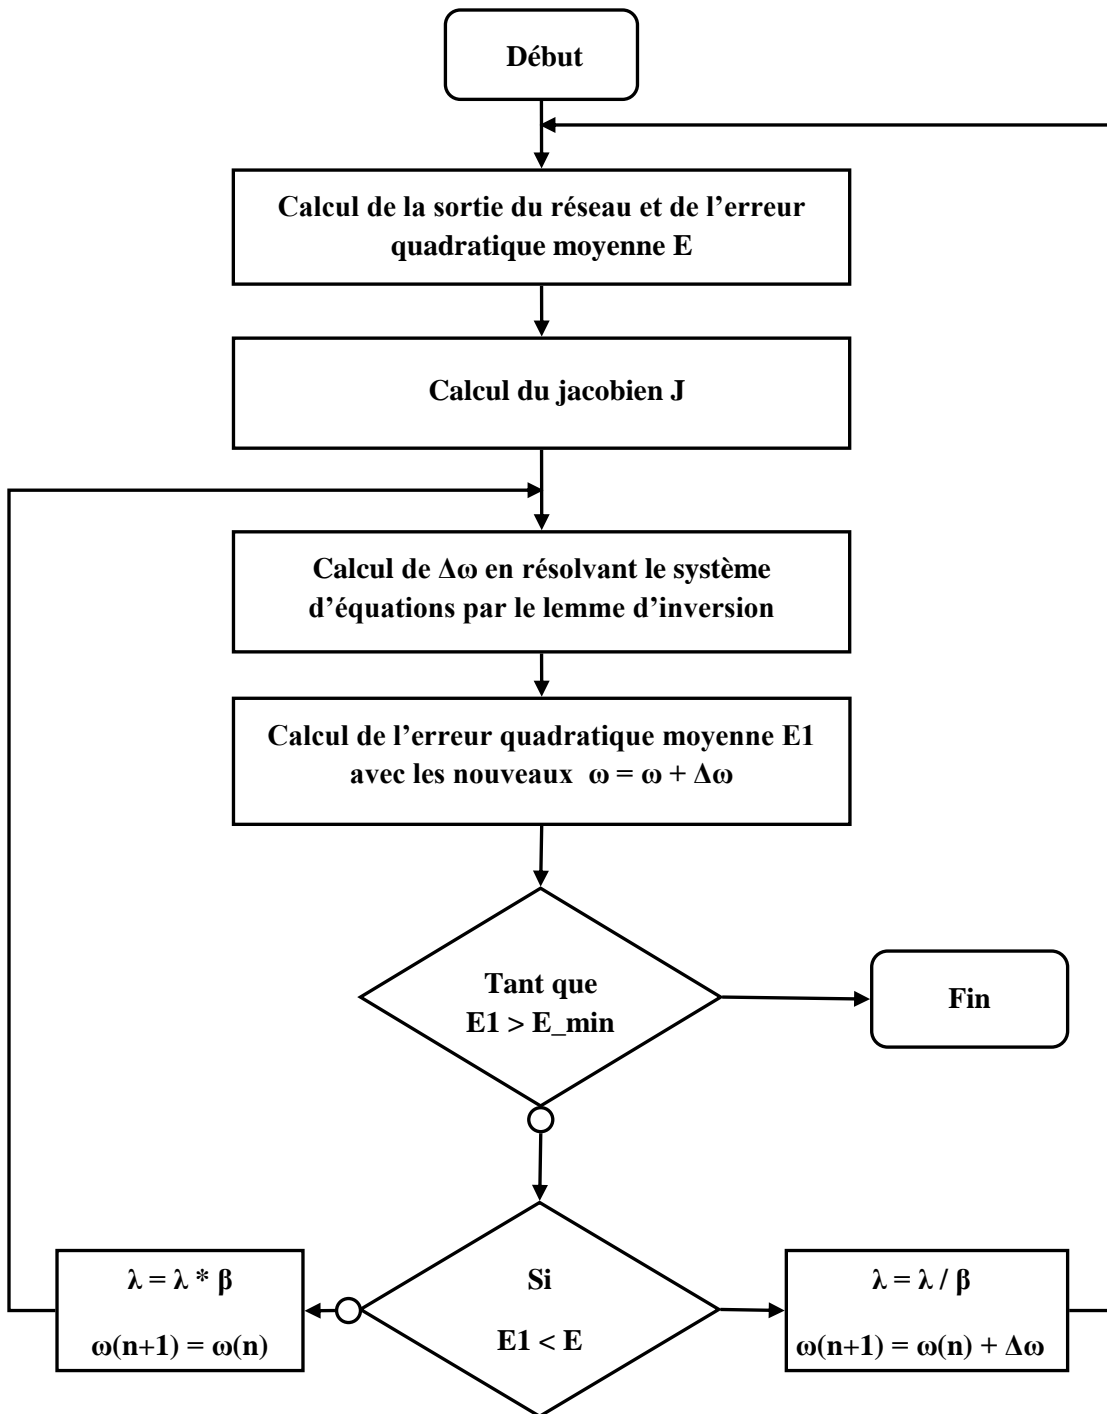 Début
Calcul de la sortie du réseau et de l’erreur
quadratique moyenne E
Calcul du jacobien J
Calcul de Δω en résolvant le système
d’équations par le lemme d’inversion
Calcul de l’erreur quadratique moyenne E1
avec les nouveaux ω = ω + Δω
Tant que
E1 > E_min
Fin
Si
E1 < E
λ = λ * β
ω(n+1) = ω(n)
λ = λ / β
ω(n+1) = ω(n) + Δω